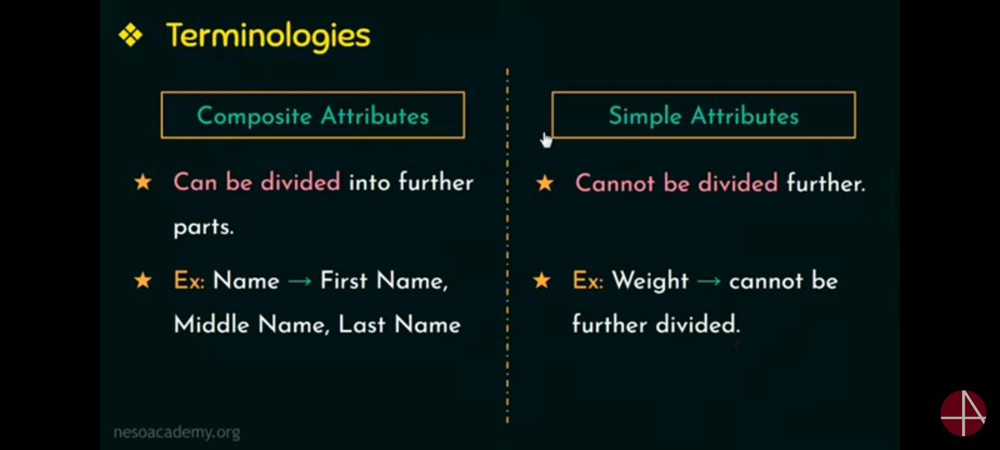 Terminologies
Composite Attributes
Can be divided into further
parts.
Ex: Name → First Name,
Middle Name, Last Name
Simple Attributes
Cannot be divided further.
Ex: Weight → cannot be
further divided.
nesoacademy.org